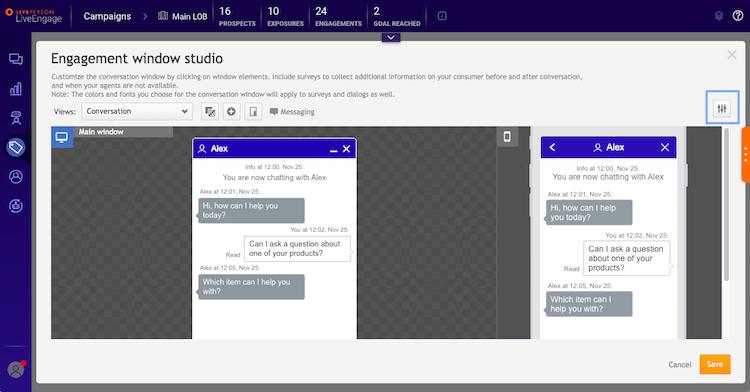 LIVEPERSON
LiveEngage
Campaigns
Main LOB
16
PROSPECTS
10
EXPOSURES
24
ENGAGEMENTS
2
GOAL REACHED
Engagement window studio
Customize the conversation window by clicking on window elements. Include surveys to collect additional information on your consumer before and after conversation,
and when your agents are not available.
Note: The colors and fonts you choose for the conversation window will apply to surveys and dialogs as well.
Views:
Conversation
Messaging
Main window
Alex
Info at 12:00, Nov 25:
You are now chatting with Alex
Alex at 12:01, Nov 25:
Hi, how can I help you
today?
You at 12:02, Nov 25:
Can I ask a question about
one of your products?
Read
Alex at 12:05, Nov 25:
Which item can I help you
with?
Alex
Info at 12:00, Nov 25:
You are now chatting with Alex
Alex at 12:01, Nov 25:
Hi, how can I help
you today?
You at 12:02, Nov 25:
Can I ask a question
about one of your
products?
Read
Alex at 12:05, Nov 25:
Which item can I
help you with?
Cancel
Save